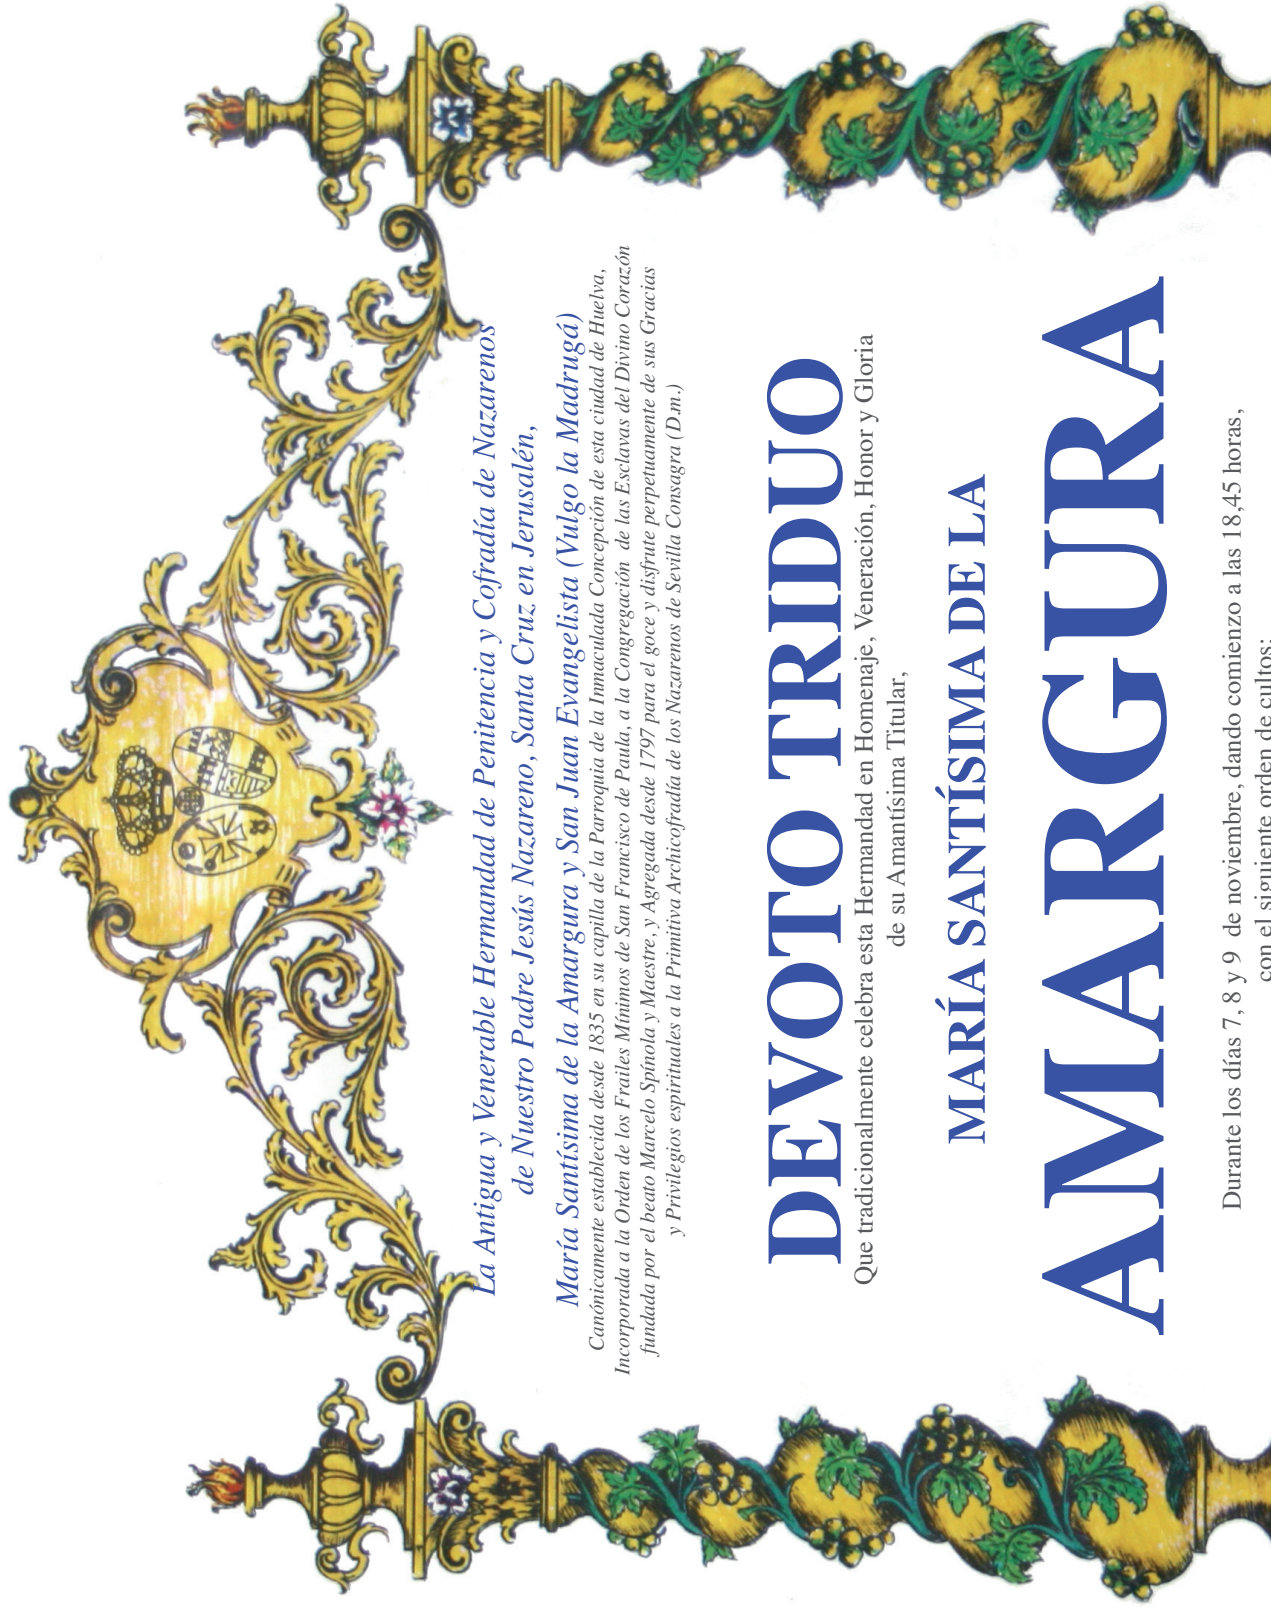 La Antigua y Venerable Hermandad de Penitencia y Cofradía de Nazarenos
de Nuestro Padre Jesús Nazareno, Santa Cruz en Jerusalén,
María Santísima de la Amargura y San Juan Evangelista (Vulgo la Madrugá)
Canónicamente establecida desde 1835 en su capilla de la Parroquia de la Inmaculada Concepción de esta ciudad de Huelva,
Incorporada a la Orden de los Frailes Mínimos de San Francisco de Paula, a la Congregación de las Esclavas del Divino Corazón
fundada por el beato Marcelo Spínola y Maestre, y Agregada desde 1797 para el goce y disfrute perpetuamente de sus Gracias
y Privilegios espirituales a la Primitiva Archicofradía de los Nazarenos de Sevilla Consagra (D.m.)
DEVOTO TRIDUO
Que tradicionalmente celebra esta Hermandad en Homenaje, Veneración, Honor y Gloria
de su Amantísima Titular,
MARÍA SANTÍSIMA DE LA
AMARGURA
Durante los días 7, 8 y 9 de noviembre, dando comienzo a las 18,45 horas,
con el siguiente orden de cultos: